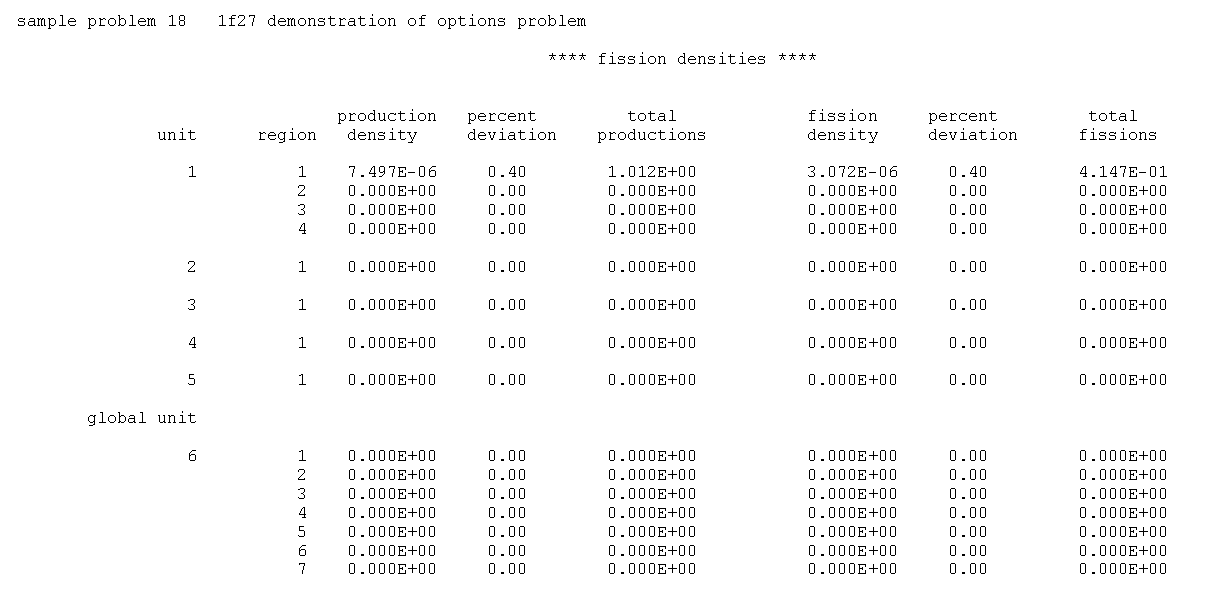 sample problem 18   1f27 demonstration of options problem
**** fission densities ****
production   percent   total   fission   percent   total
unit   region   density   deviation   productions   density   deviation   fissions
1   1   7.497E-06   0.40   1.012E+00   3.072E-06   0.40   4.147E-01
2   0.000E+00   0.00   0.000E+00   0.000E+00   0.00   0.000E+00
3   0.000E+00   0.00   0.000E+00   0.000E+00   0.00   0.000E+00
4   0.000E+00   0.00   0.000E+00   0.000E+00   0.00   0.000E+00
2   1   0.000E+00   0.00   0.000E+00   0.000E+00   0.00   0.000E+00
3   1   0.000E+00   0.00   0.000E+00   0.000E+00   0.00   0.000E+00
4   1   0.000E+00   0.00   0.000E+00   0.000E+00   0.00   0.000E+00
5   1   0.000E+00   0.00   0.000E+00   0.000E+00   0.00   0.000E+00
global unit
6   1   0.000E+00   0.00   0.000E+00   0.000E+00   0.00   0.000E+00
2   0.000E+00   0.00   0.000E+00   0.000E+00   0.00   0.000E+00
3   0.000E+00   0.00   0.000E+00   0.000E+00   0.00   0.000E+00
4   0.000E+00   0.00   0.000E+00   0.000E+00   0.00   0.000E+00
5   0.000E+00   0.00   0.000E+00   0.000E+00   0.00   0.000E+00
6   0.000E+00   0.00   0.000E+00   0.000E+00   0.00   0.000E+00
7   0.000E+00   0.00   0.000E+00   0.000E+00   0.00   0.000E+00